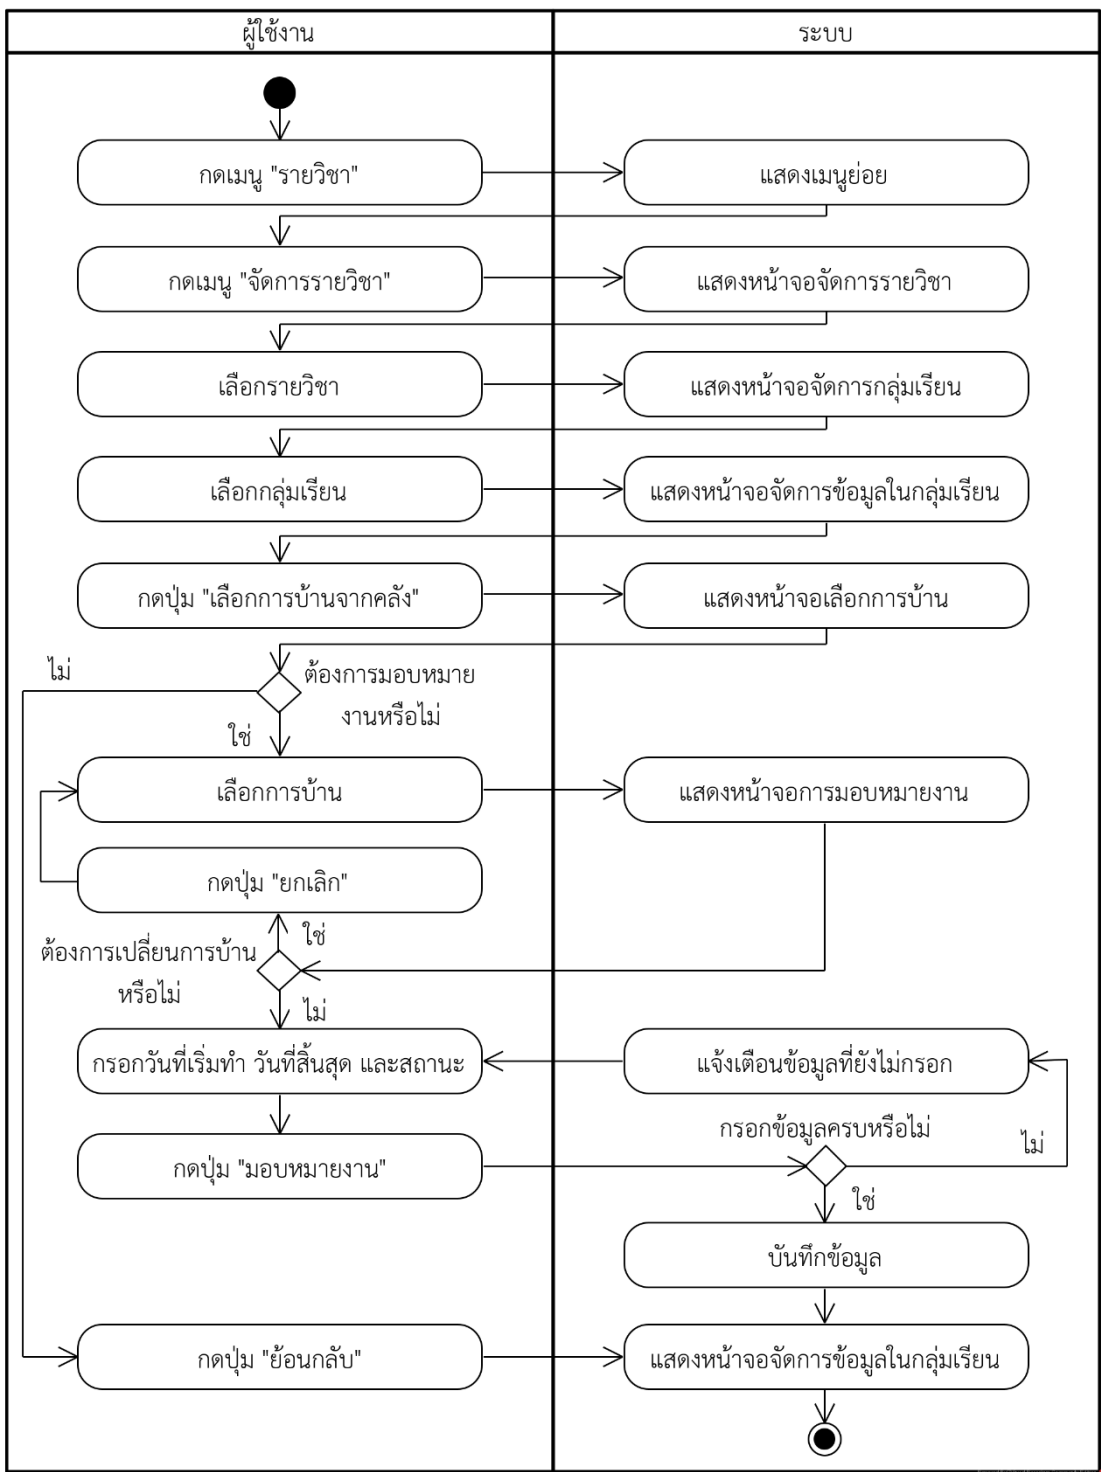 ผู้ใช้งาน
ระบบ
กดเมนู "รายวิชา"
แสดงเมนูย่อย
กดเมนู "จัดการรายวิชา"
แสดงหน้าจอจัดการรายวิชา
เลือกรายวิชา
แสดงหน้าจอจัดการกลุ่มเรียน
เลือกกลุ่มเรียน
แสดงหน้าจอจัดการข้อมูลในกลุ่มเรียน
กดปุ่ม "เลือกการบ้านจากคลัง"
แสดงหน้าจอเลือกการบ้าน
ไม่
ต้องการมอบหมาย
งานหรือไม่
ใช่
เลือกการบ้าน
แสดงหน้าจอการมอบหมายงาน
กดปุ่ม "ยกเลิก"
ใช่
ต้องการเปลี่ยนการบ้าน
หรือไม่
ไม่
กรอกวันที่เริ่มทำ วันที่สิ้นสุด และสถานะ
แจ้งเตือนข้อมูลที่ยังไม่กรอก
กรอกข้อมูลครบหรือไม่
ไม่
กดปุ่ม "มอบหมายงาน"
ใช่
บันทึกข้อมูล
กดปุ่ม "ย้อนกลับ"
แสดงหน้าจอจัดการข้อมูลในกลุ่มเรียน